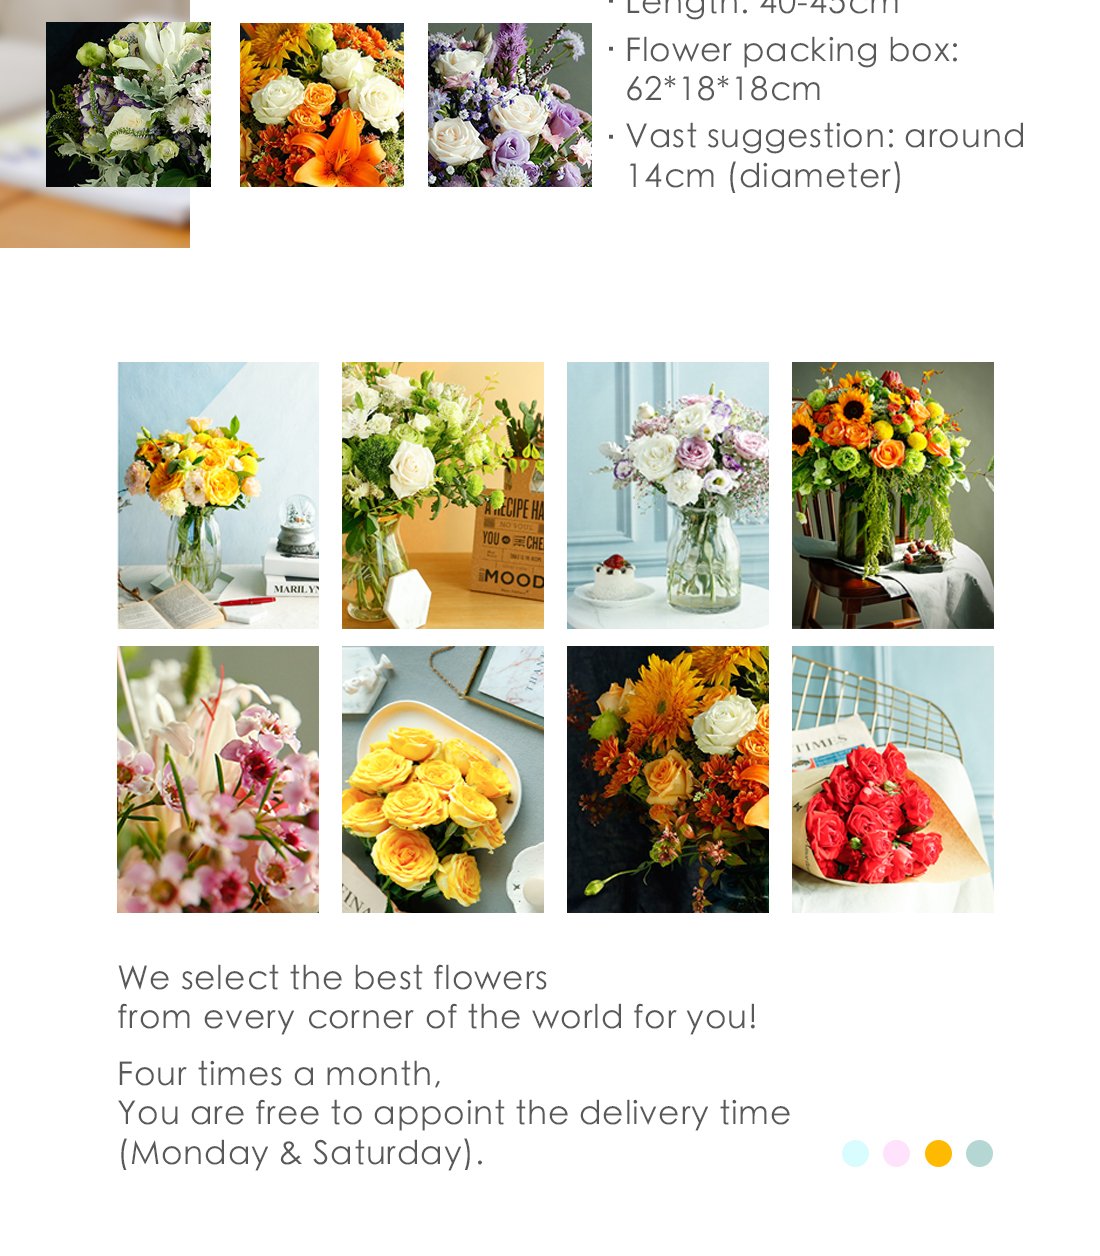 · Length: 40-45cm
· Flower packing box:
62*18*18cm
· Vast suggestion: around
14cm (diameter)
A RECIPE HA
YOU
CHE
MOOD
MARILYN
TIMES
We select the best flowers
from every corner of the world for you!
Four times a month,
You are free to appoint the delivery time
(Monday & Saturday).